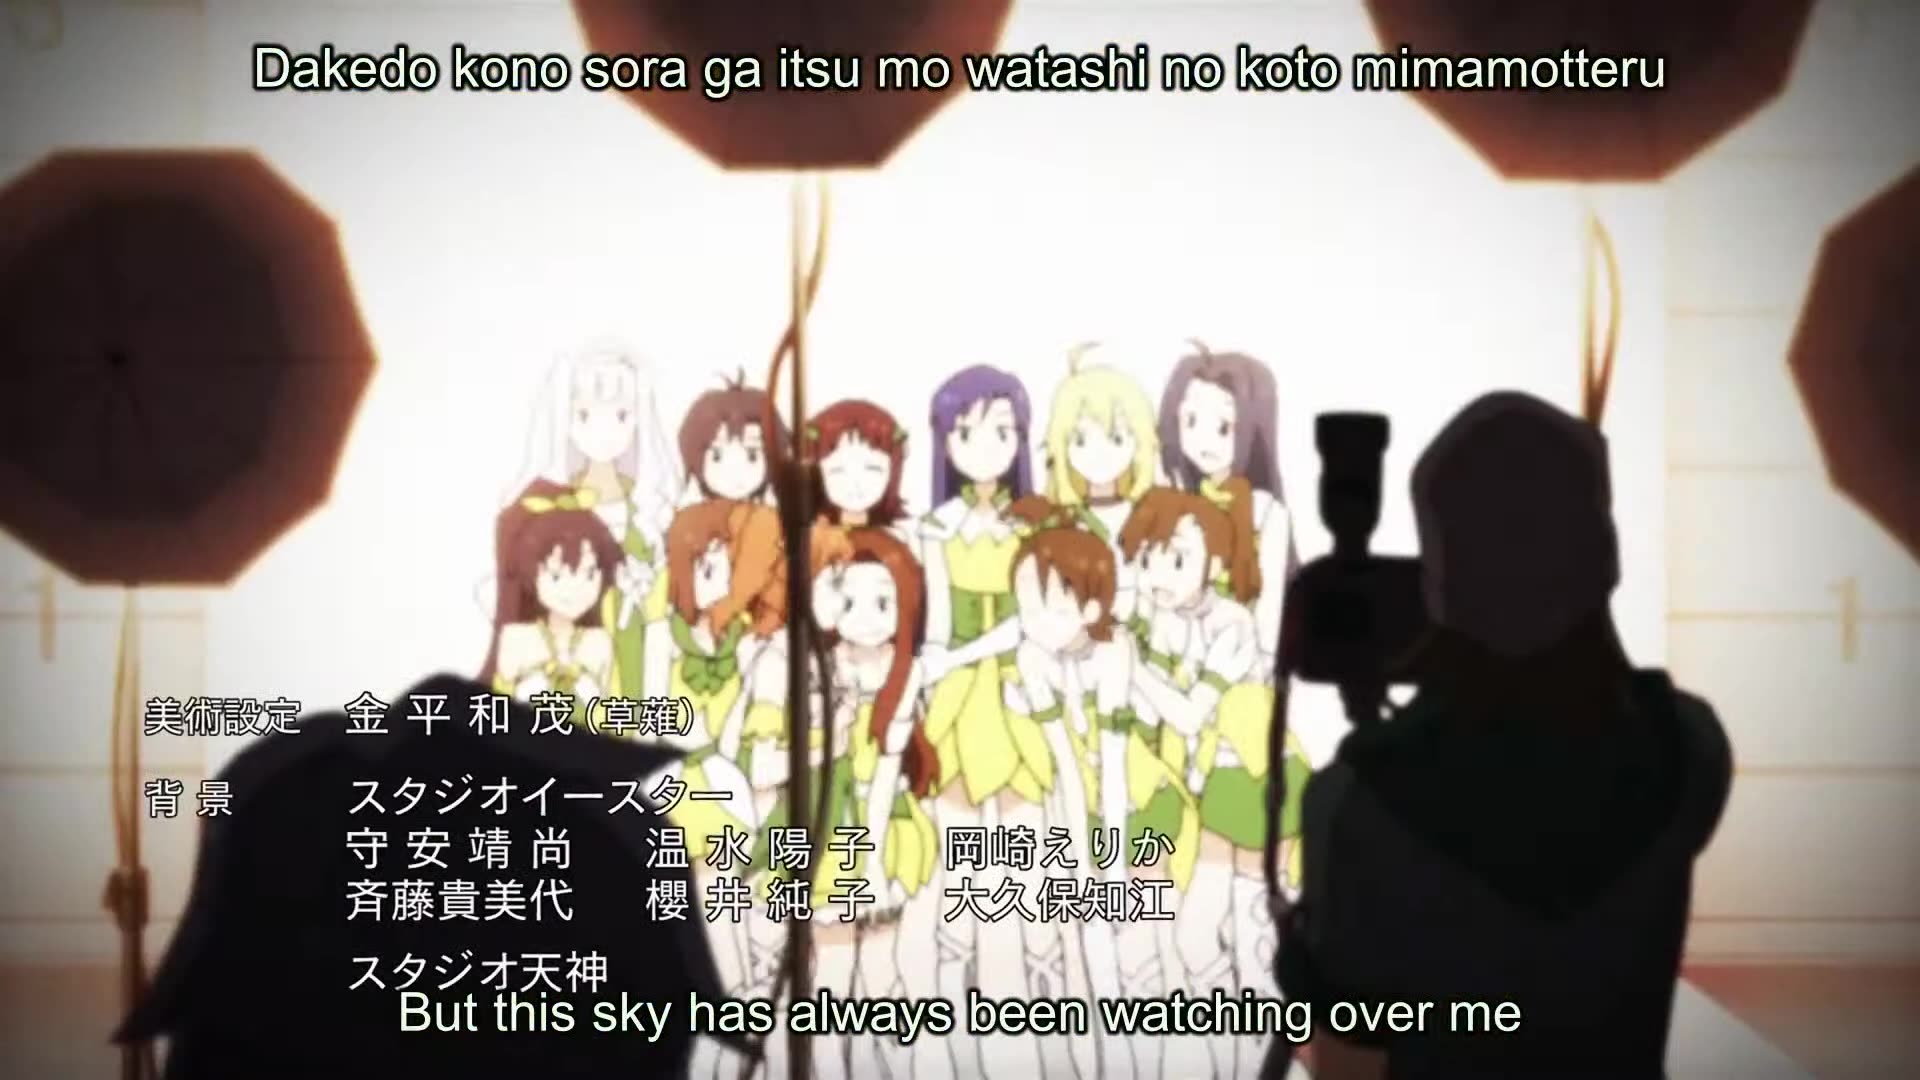 Dakedo kono sora ga itsu mo watashi no koto mimamotteru
美術設定 金平和茂(草薙)
背景 スタジオイースター
守安靖尚 温水陽子 岡崎えりか
斉藤貴美代 櫻井純子 大久保知江
スタジオ天神
But this sky has always been watching over me